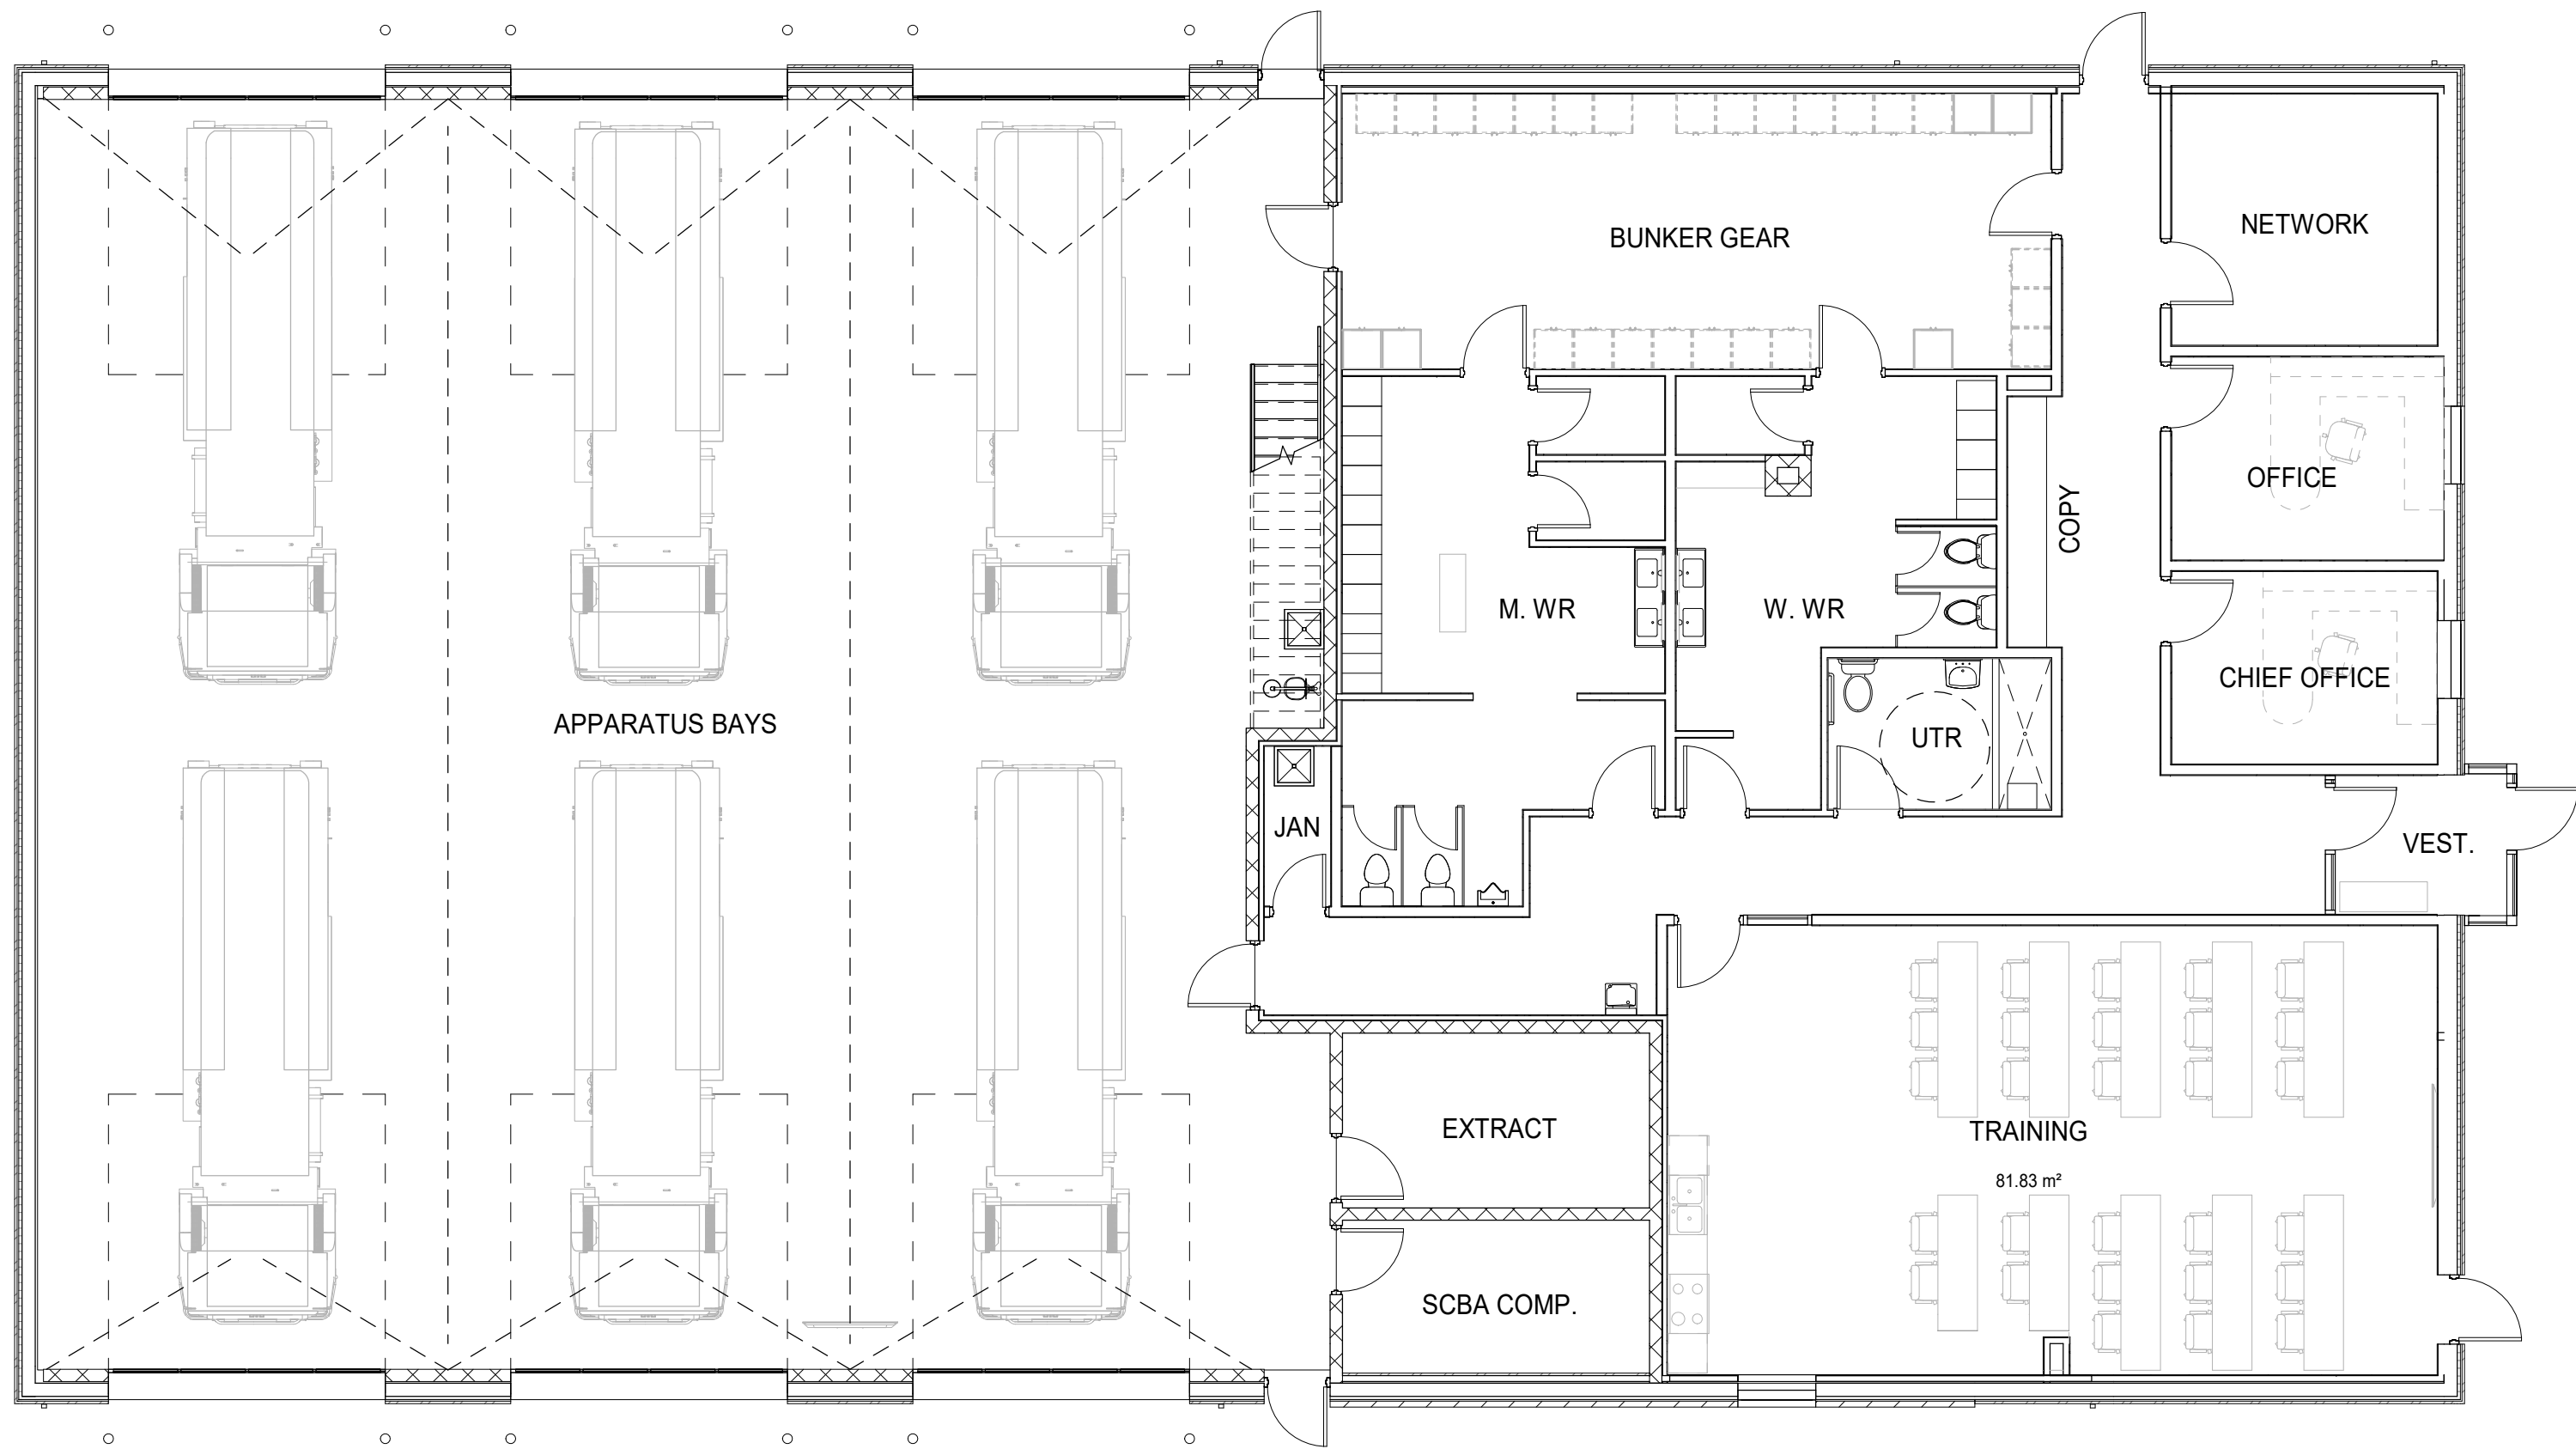 NETWORK
BUNKER GEAR
OFFICE
COPY
M. WR
W. WR
CHIEF OFFICE
APPARATUS BAYS
UTR
JAN
VEST.
EXTRACT
TRAINING
81.83 m²
SCBA COMP.